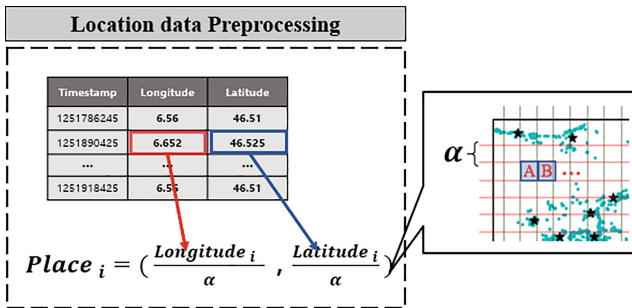 Location data Preprocessing
Timestamp Longitude Latitude
1251786245 6.56 46.51
1251890425 6.652 46.525
... ... ...
1251918425 6.55 46.51
Place i = ( Longitude i / α , Latitude i / α )
α
A B ...